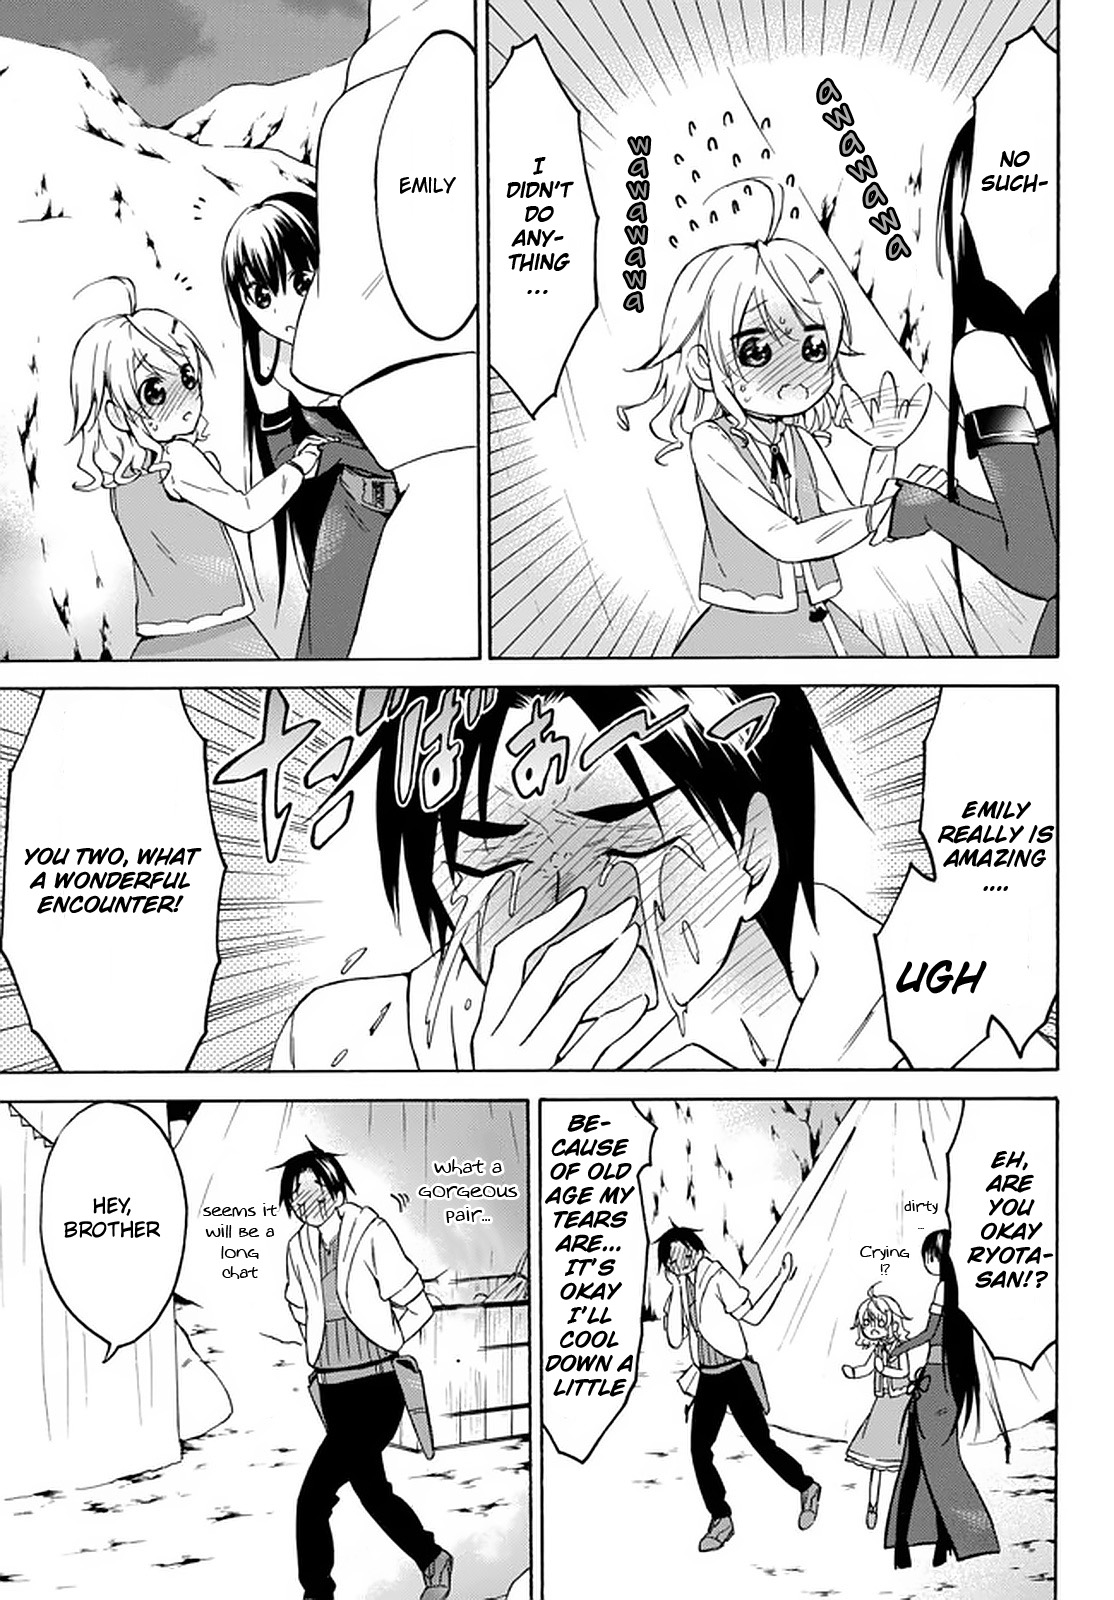 NO
SUCH-
awawawa
wawawawa
I
DIDN'T
DO
ANY-
THING
...
EMILY
EMILY
REALLY IS
AMAZING
....
UGH
YOU TWO, WHAT
A WONDERFUL
ENCOUNTER!
EH,
ARE
YOU
OKAY
RYOTA-
SAN!?
dirty
..
Crying
!?
BE-
CAUSE
OF OLD
AGE MY
TEARS
ARE...
IT'S
OKAY
I'LL
COOL
DOWN A
LITTLE
what a
gorgeous
pair...
seems it
will be a
long
chat
HEY,
BROTHER